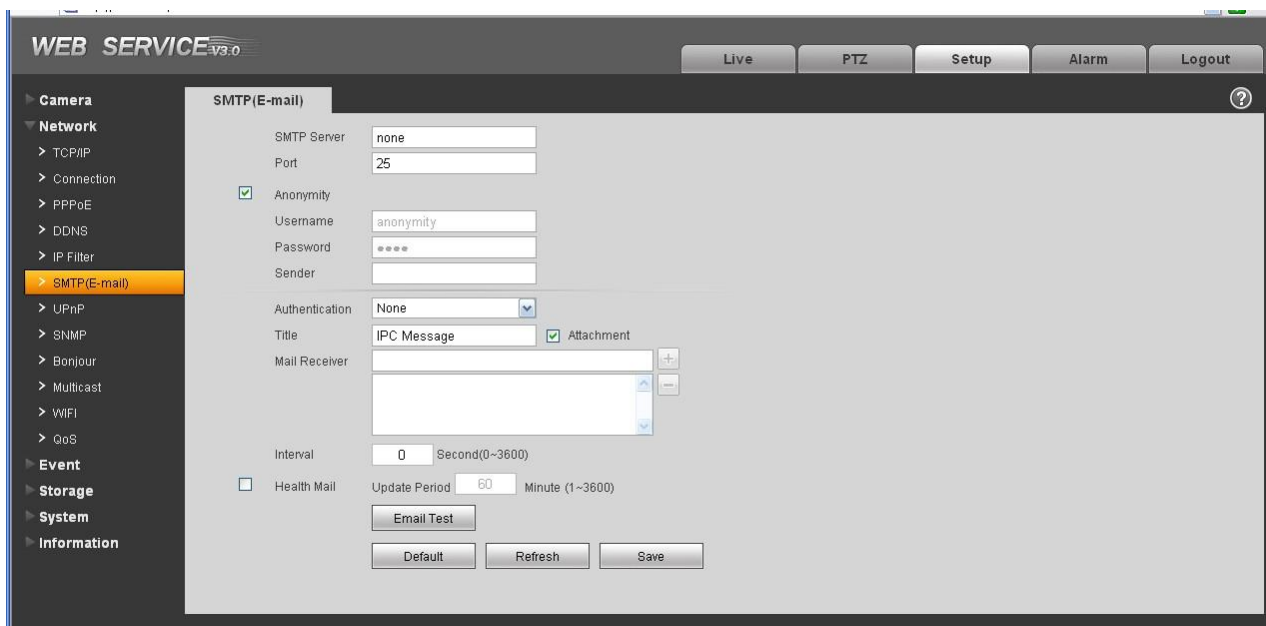 WEB SERVICE V3.0
Live PTZ Setup Alarm Logout
Camera
Network
TCP/IP
Connection
PPPoE
DDNS
IP Filter
SMTP(E-mail)
UPnP
SNMP
Bonjour
Multicast
WIFI
QoS
Event
Storage
System
Information
SMTP(E-mail)
SMTP Server none
Port 25
Anonymity
Username anonymity
Password
Sender
Authentication None
Title IPC Message Attachment
Mail Receiver
Interval 0 Second(0~3600)
Health Mail Update Period 60 Minute (1~3600)
Email Test
Default Refresh Save